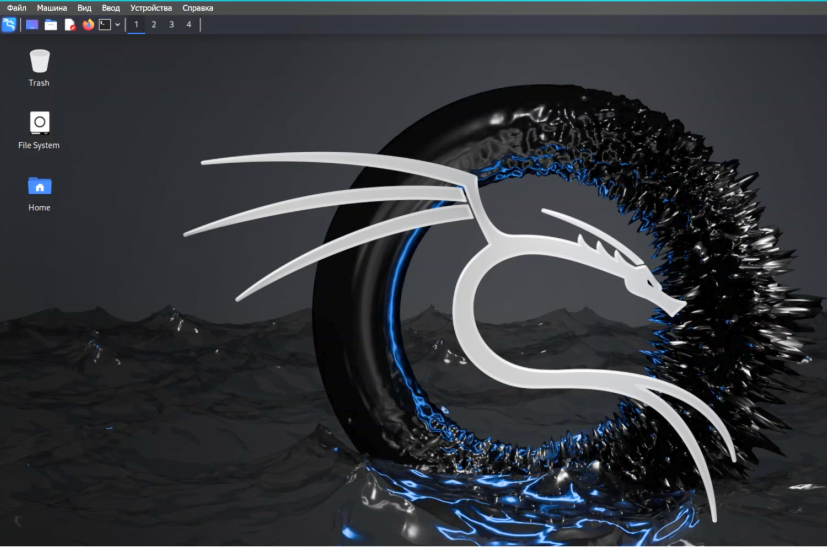 Файл Машина Вид Ввод Устройства Справка
1 2 3 4
Trash
File System
Home